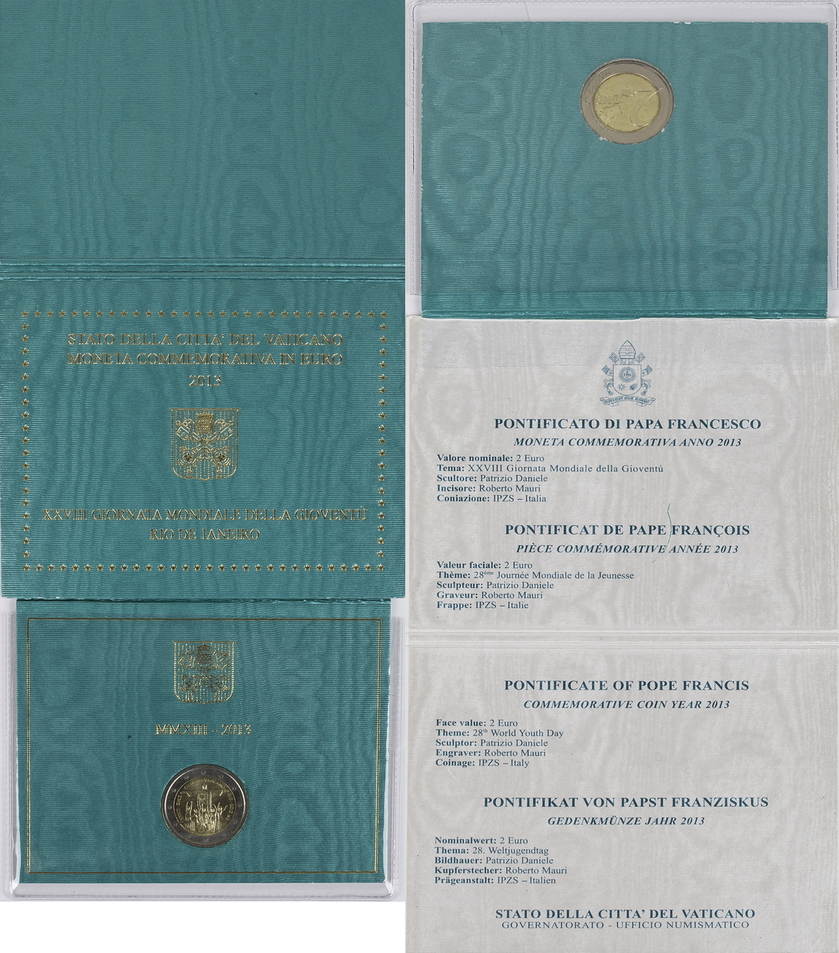 STATO DELLA CITTA' DEL VATICANO
MONETA COMMEMORATIVA IN EURO
2013
XXVIII GIORNATA MONDIALE DELLA GIOVENTÙ
RIO DE JANEIRO
MMXIII - 2013
PONTIFICATO DI PAPA FRANCESCO
MONETA COMMEMORATIVA ANNO 2013
Valore nominale: 2 Euro
Tema: XXVIII Giornata Mondiale della Gioventù
Scultore: Patrizio Daniele
Incisore: Roberto Mauri
Coniazione: IPZS – Italia
PONTIFICAT DE PAPE FRANÇOIS
PIÈCE COMMÉMORATIVE ANNÉE 2013
Valeur faciale: 2 Euro
Thème: 28ème Journée Mondiale de la Jeunesse
Sculpteur: Patrizio Daniele
Graveur: Roberto Mauri
Frappe: IPZS – Italie
PONTIFICATE OF POPE FRANCIS
COMMEMORATIVE COIN YEAR 2013
Face value: 2 Euro
Theme: 28th World Youth Day
Sculptor: Patrizio Daniele
Engraver: Roberto Mauri
Coinage: IPZS – Italy
PONTIFIKAT VON PAPST FRANZISKUS
GEDENKMÜNZE JAHR 2013
Nominalwert: 2 Euro
Thema: 28. Weltjugendtag
Bildhauer: Patrizio Daniele
Kupferstecher: Roberto Mauri
Prägeanstalt: IPZS – Italien
STATO DELLA CITTA' DEL VATICANO
GOVERNATORATO - UFFICIO NUMISMATICO